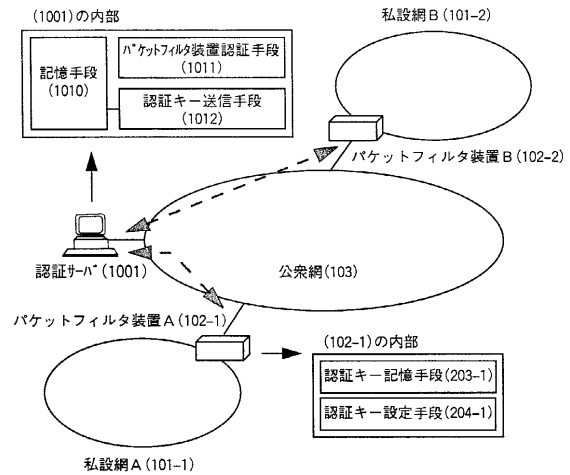 (1001)の内部
記憶手段
(1010)
パケットフィルタ装置認証手段
(1011)
認証キー送信手段
(1012)
私設網B(101-2)
パケットフィルタ装置B(102-2)
認証サーバ(1001)
公衆網(103)
パケットフィルタ装置A(102-1)
(102-1)の内部
認証キー記憶手段(203-1)
認証キー設定手段(204-1)
私設網A(101-1)